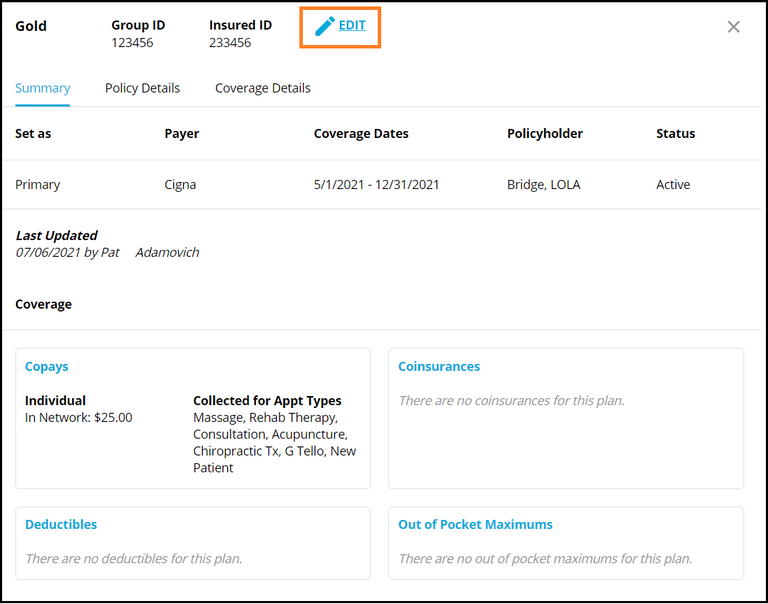 Gold
Group ID
123456
Insured ID
233456
EDIT
Summary
Policy Details
Coverage Details
Set as
Payer
Coverage Dates
Policyholder
Status
Primary
Cigna
5/1/2021 - 12/31/2021
Bridge, LOLA
Active
Last Updated
07/06/2021 by Pat Adamovich
Coverage
Copays
Individual
In Network: $25.00
Collected for Appt Types
Massage, Rehab Therapy,
Consultation, Acupuncture,
Chiropractic Tx, G Tello, New
Patient
Coinsurances
There are no coinsurances for this plan.
Deductibles
There are no deductibles for this plan.
Out of Pocket Maximums
There are no out of pocket maximums for this plan.